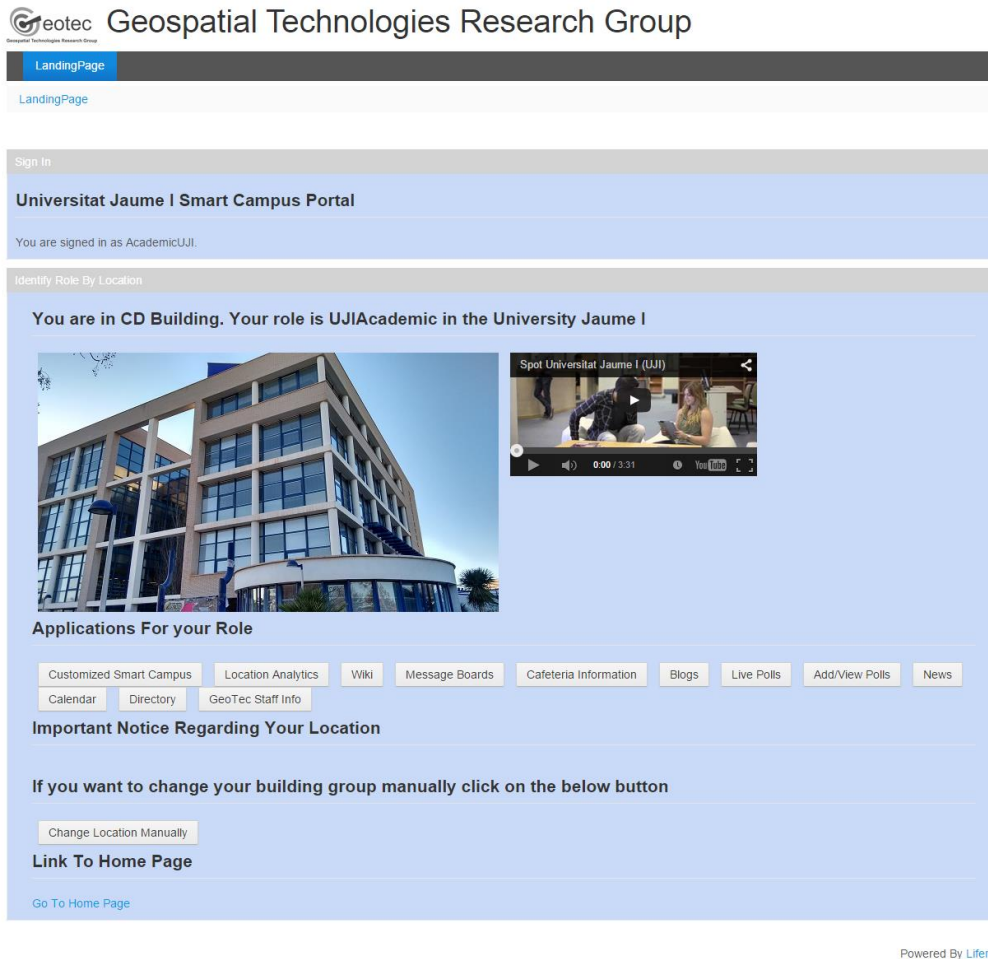 Geotec Geospatial Technologies Research Group
Geospatial Technologies Research Group
LandingPage
LandingPage
Sign In
Universitat Jaume I Smart Campus Portal
You are signed in as AcademicUJI.
Identify Role By Location
You are in CD Building. Your role is UJIAcademic in the University Jaume I
Spot Universitat Jaume I (UJI)
0:00 / 3:31 YouTube
Applications For your Role
Customized Smart Campus Location Analytics Wiki Message Boards Cafeteria Information Blogs Live Polls Add/View Polls News
Calendar Directory GeoTec Staff Info
Important Notice Regarding Your Location
If you want to change your building group manually click on the below button
Change Location Manually
Link To Home Page
Go To Home Page
Powered By Lifer